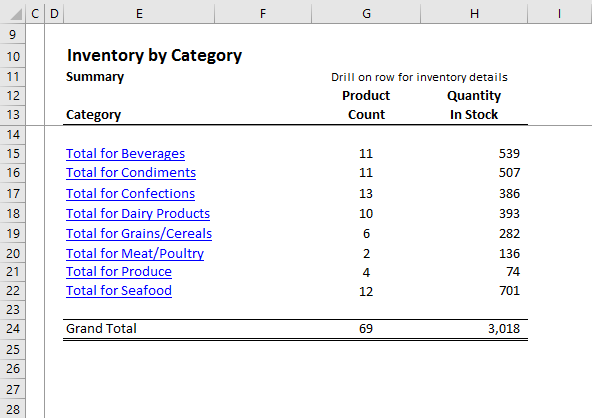 C D E F G H I
9
10 Inventory by Category
11 Summary Drill on row for inventory details
12 Product Quantity
13 Category Count In Stock
14
15 Total for Beverages 11 539
16 Total for Condiments 11 507
17 Total for Confections 13 386
18 Total for Dairy Products 10 393
19 Total for Grains/Cereals 6 282
20 Total for Meat/Poultry 2 136
21 Total for Produce 4 74
22 Total for Seafood 12 701
23
24 Grand Total 69 3,018
25
26
27
28